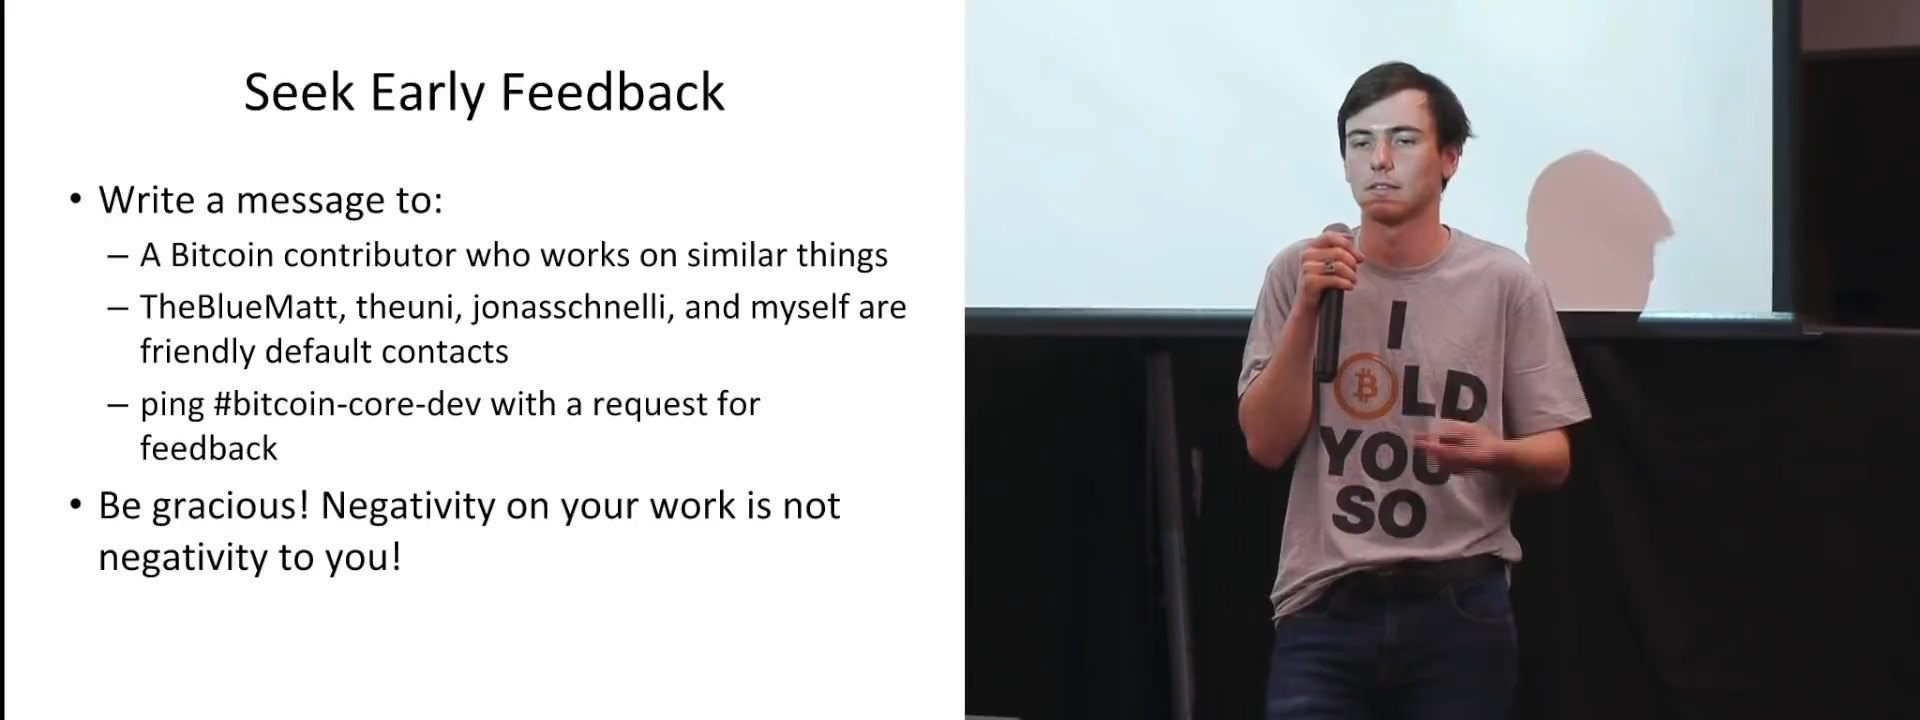 Seek Early Feedback
• Write a message to:
– A Bitcoin contributor who works on similar things
– TheBlueMatt, theuni, jonasschnelli, and myself are
friendly default contacts
– ping #bitcoin-core-dev with a request for
feedback
• Be gracious! Negativity on your work is not
negativity to you!
I
₿LD
YOU
SO